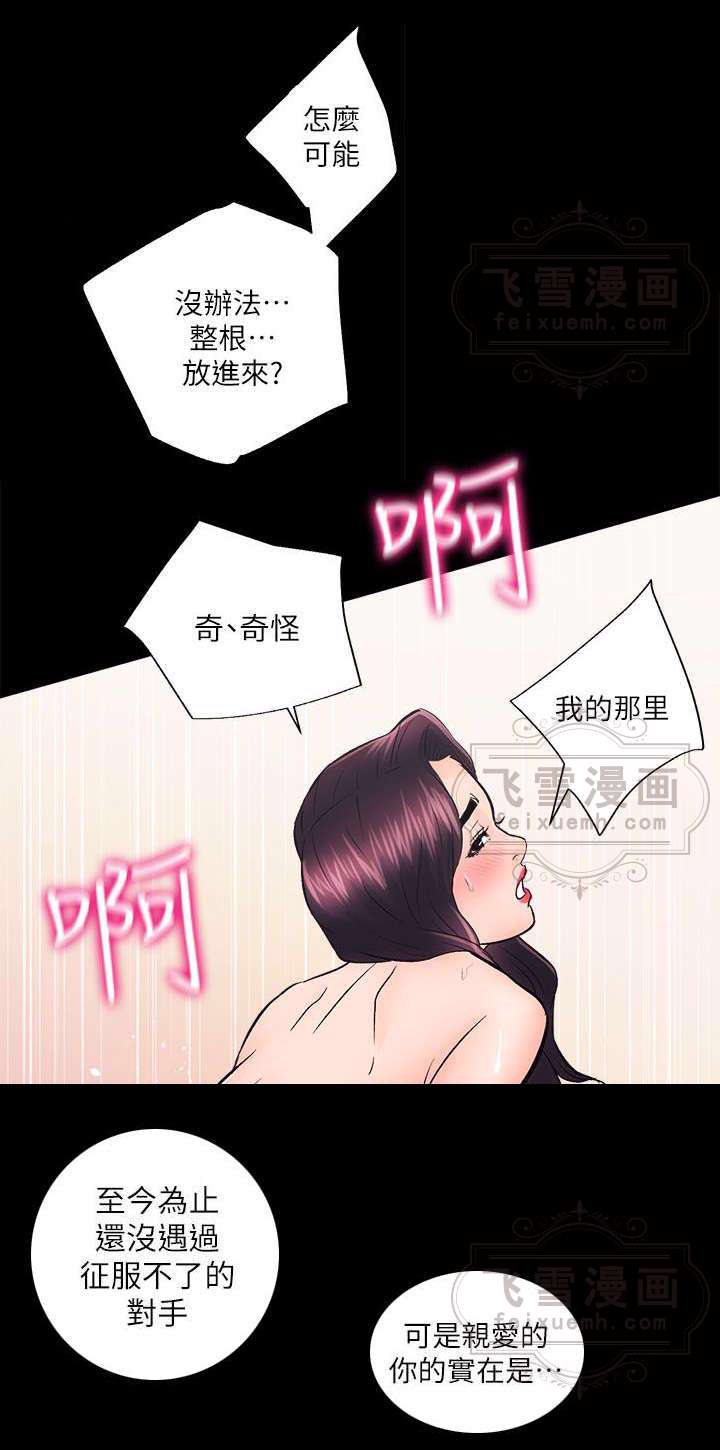 怎麼
可能
飞雪漫画
feixuemh.com
沒辦法…
整根…
放進來?
啊
奇、奇怪
我的那里
飞雪漫画
feixuemh.com
啊
至今為止
還沒遇過
征服不了的
對手
飞雪漫画
feixuemh.com
可是親愛的
你的實在是…